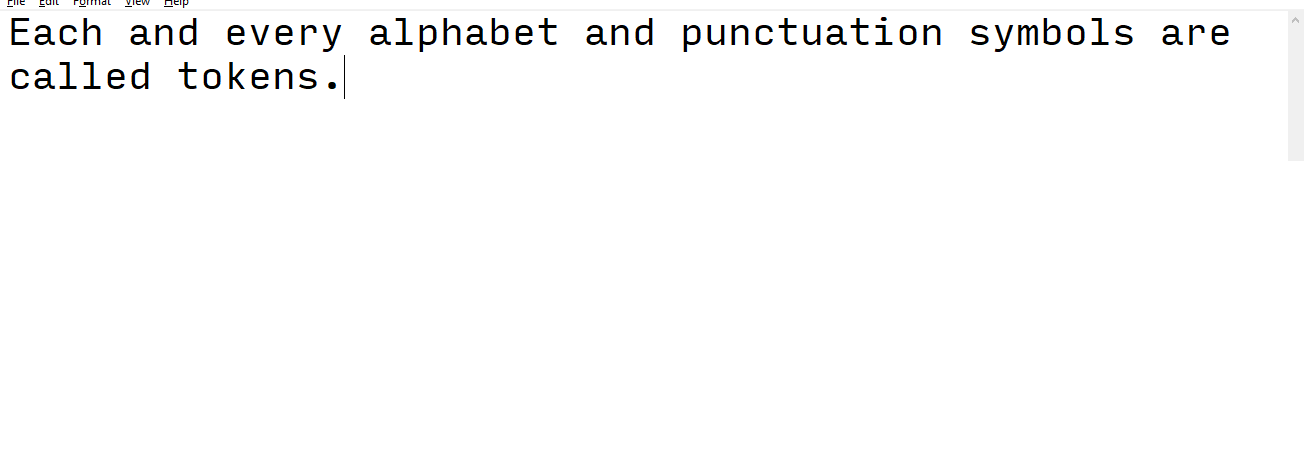 File Edit Format View Help
Each and every alphabet and punctuation symbols are
called tokens.